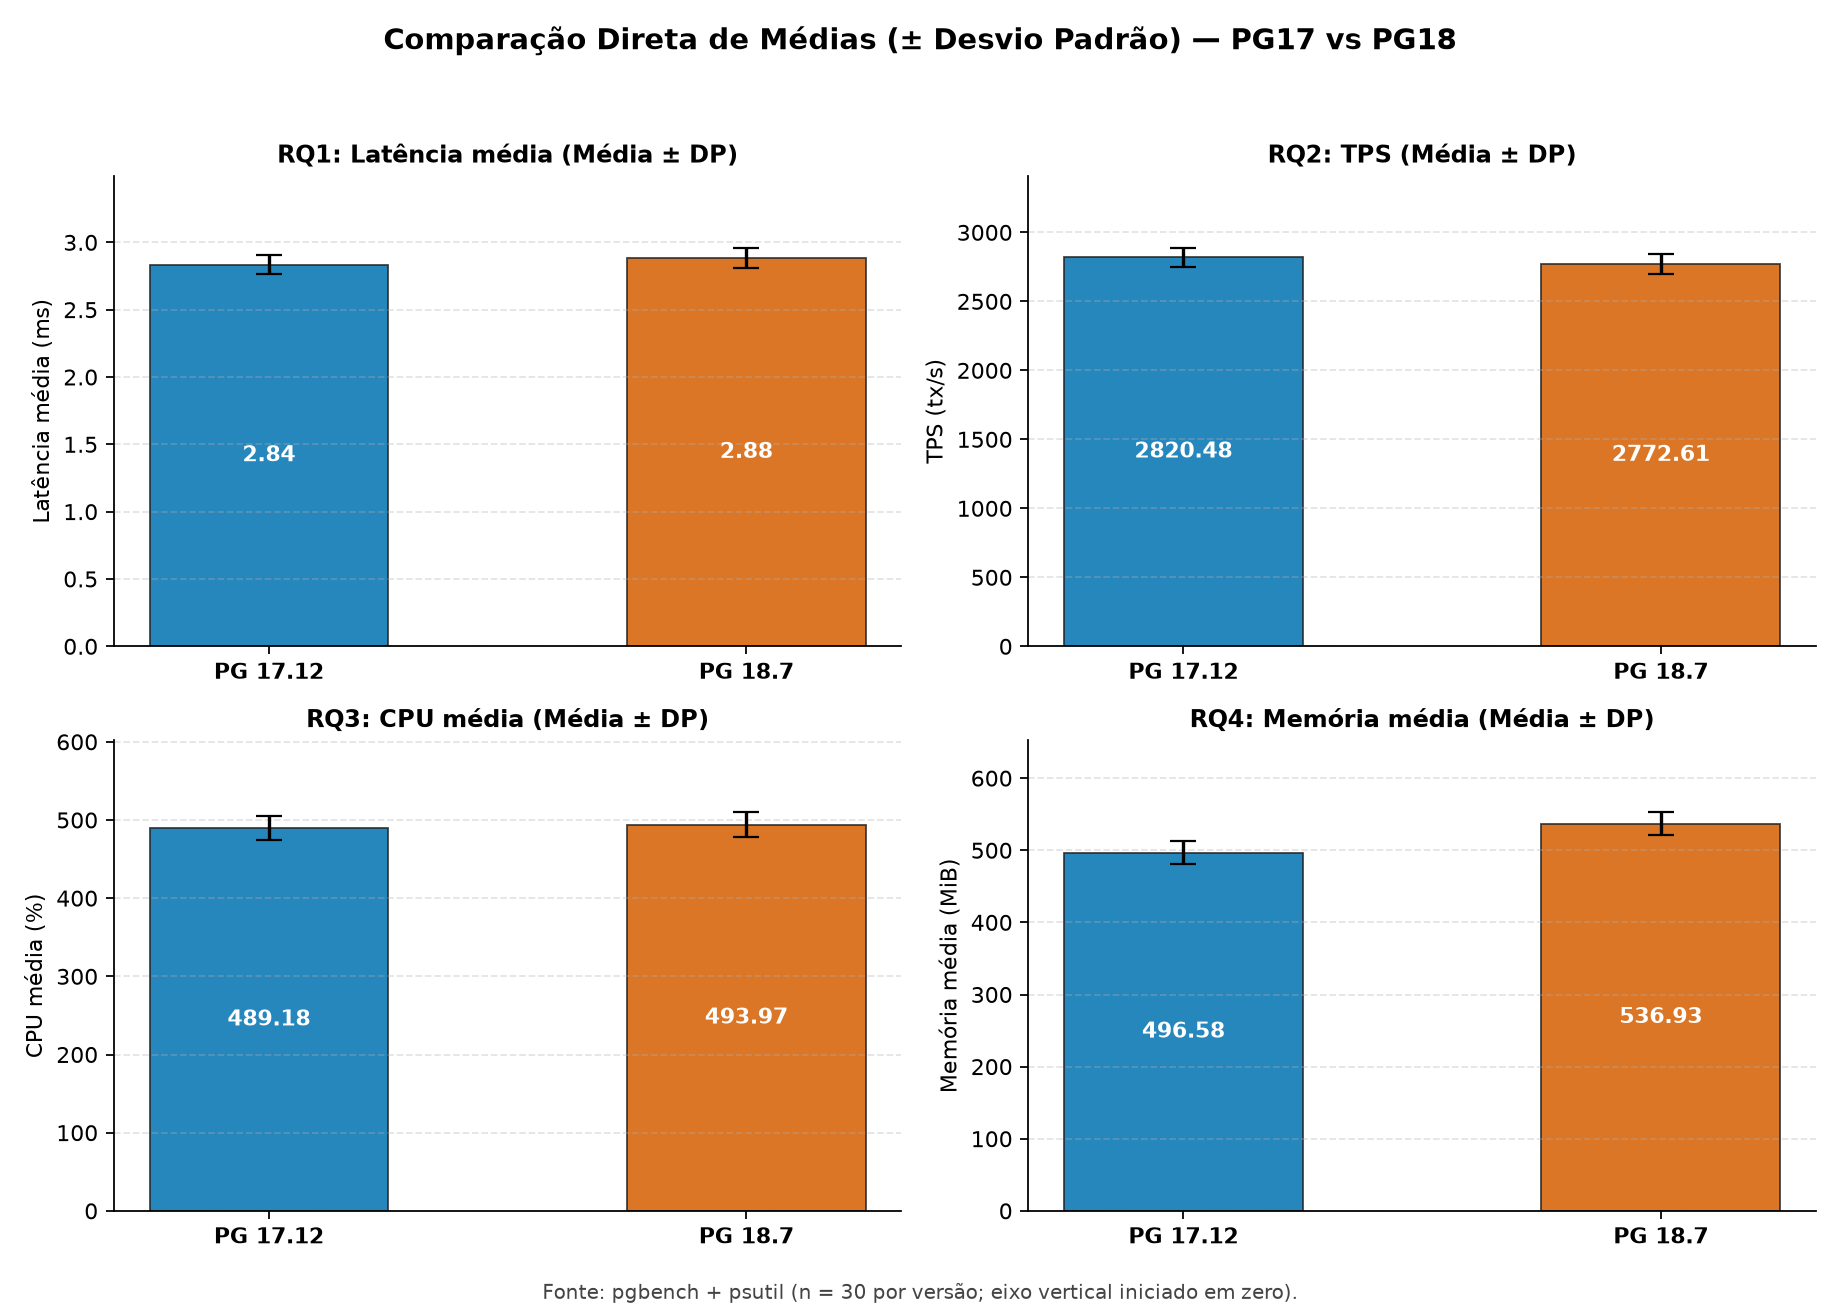 Comparação Direta de Médias (± Desvio Padrão) — PG17 vs PG18
RQ1: Latência média (Média ± DP)
Latência média (ms)
3.0
2.5
2.0
1.5
1.0
0.5
0.0
2.84
2.88
PG 17.12
PG 18.7
RQ2: TPS (Média ± DP)
TPS (tx/s)
3000
2500
2000
1500
1000
500
0
2820.48
2772.61
PG 17.12
PG 18.7
RQ3: CPU média (Média ± DP)
CPU média (%)
600
500
400
300
200
100
0
489.18
493.97
PG 17.12
PG 18.7
RQ4: Memória média (Média ± DP)
Memória média (MiB)
600
500
400
300
200
100
0
496.58
536.93
PG 17.12
PG 18.7
Fonte: pgbench + psutil (n = 30 por versão; eixo vertical iniciado em zero).